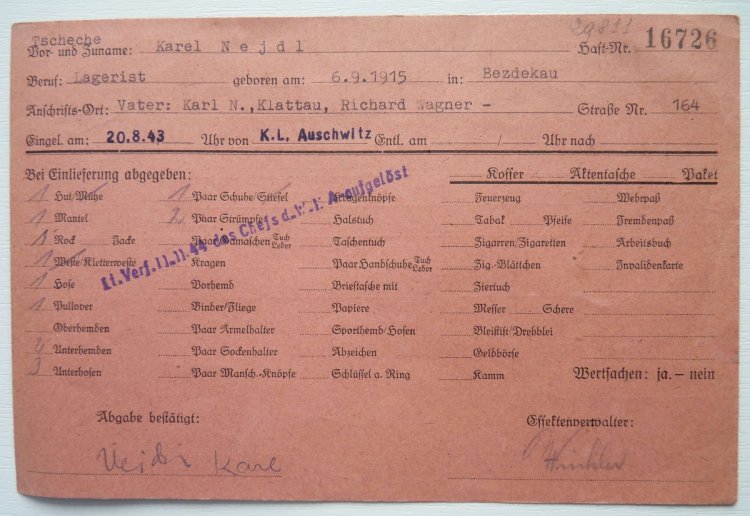 Tscheche
Vor- und Zuname: Karel Nejdl Haft-Nr. 16726
Beruf: Lagerist geboren am: 6.9.1915 in: Bezdekau
Anschrifts-Ort: Vater: Karl N.,Klattau, Richard Wagner - Straße Nr. 164
Eingel. am: 20.8.43 Uhr von K.L. Auschwitz Entl. am / Uhr nach
Bei Einlieferung abgegeben: Koffer Aktentasche Paket
1 Hut/Mütze 1 Paar Schuhe/Stiefel Kragenknöpfe Feuerzeug Wehrpaß
1 Mantel 2 Paar Strümpfe Halstuch Tabak Pfeife Fremdenpaß
1 Rock Jacke Paar Gamaschen Tuch Leder Taschentuch Zigarren/Zigaretten Arbeitsbuch
1 Weste/Kletterweste Kragen Paar Handschuhe Tuch Leder Zig.-Blättchen Invalidenkarte
1 Hose Vorhemd Brieftasche mit Ziertuch
1 Pullover Binder/Fliege Papiere Messer Schere
Oberhemden Paar Ärmelhalter Sporthemd/Hosen Bleistift/Drehblei
2 Unterhemden Paar Sockenhalter Abzeichen Geldbörse
3 Unterhosen Paar Mansch.-Knöpfe Schlüssel a. Ring Kamm Wertsachen: ja.-nein
Lt. Verf. 11.11.44 des Chefs d. aufgelöst
Abgabe bestätigt: Effektenverwalter:
Nejdl Karel